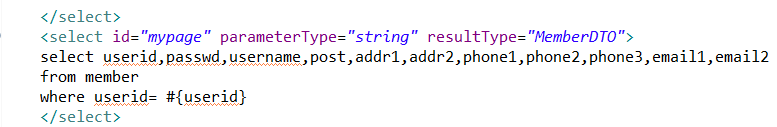 </select>
<select id="mypage" parameterType="string" resultType="MemberDTO">
select userid,passwd,username,post,addr1,addr2,phone1,phone2,phone3,email1,email2
from member
where userid= #{userid}
</select>